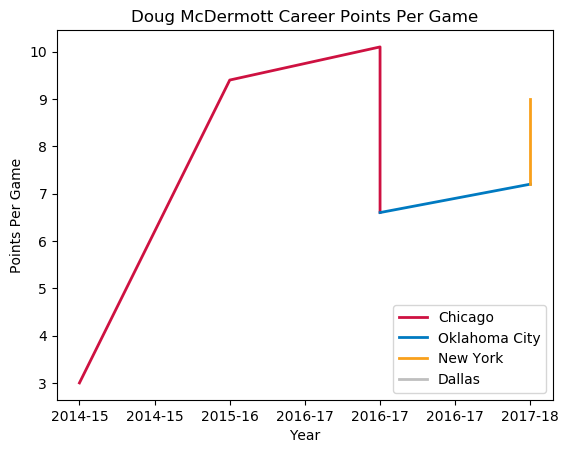 Doug McDermott Career Points Per Game
Points Per Game
10
9
8
7
6
5
4
3
Chicago
Oklahoma City
New York
Dallas
2014-15 2014-15 2015-16 2016-17 2016-17 2016-17 2017-18
Year